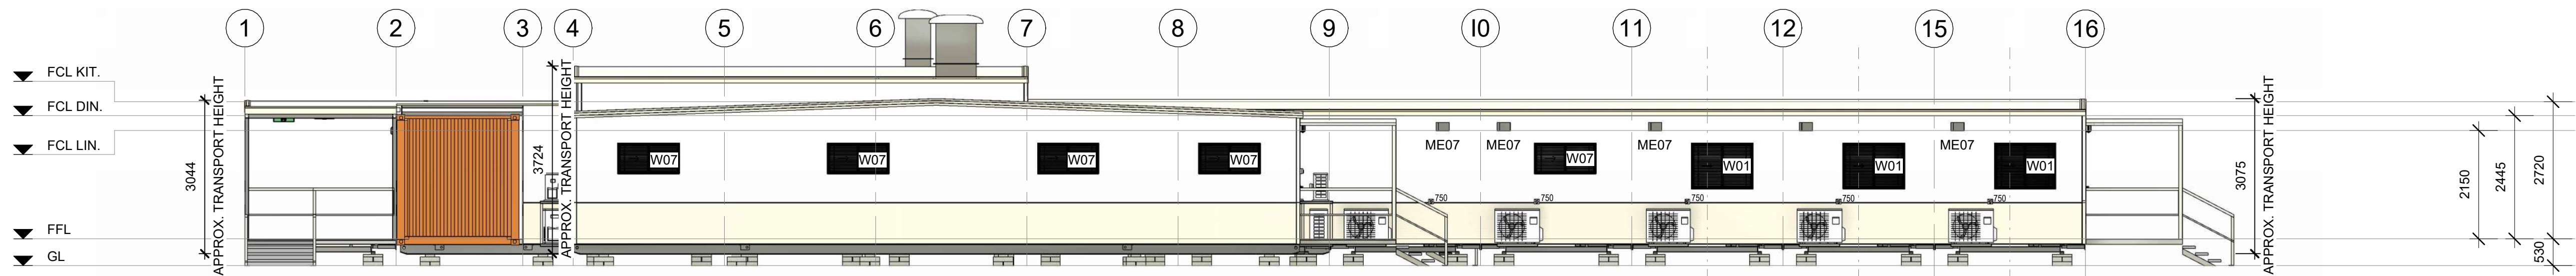 1 2 3 4 5 6 7 8 9 I0 11 12 15 16
FCL KIT.
FCL DIN.
FCL LIN.
FFL
GL
3044
APPROX. TRANSPORT HEIGHT
3724
APPROX. TRANSPORT HEIGHT
W07 W07 W07 W07 W07 W01 W01 W01
ME07 ME07 ME07 ME07
750 750 750 750 750
3075
APPROX. TRANSPORT HEIGHT
2150
2445
2720
530